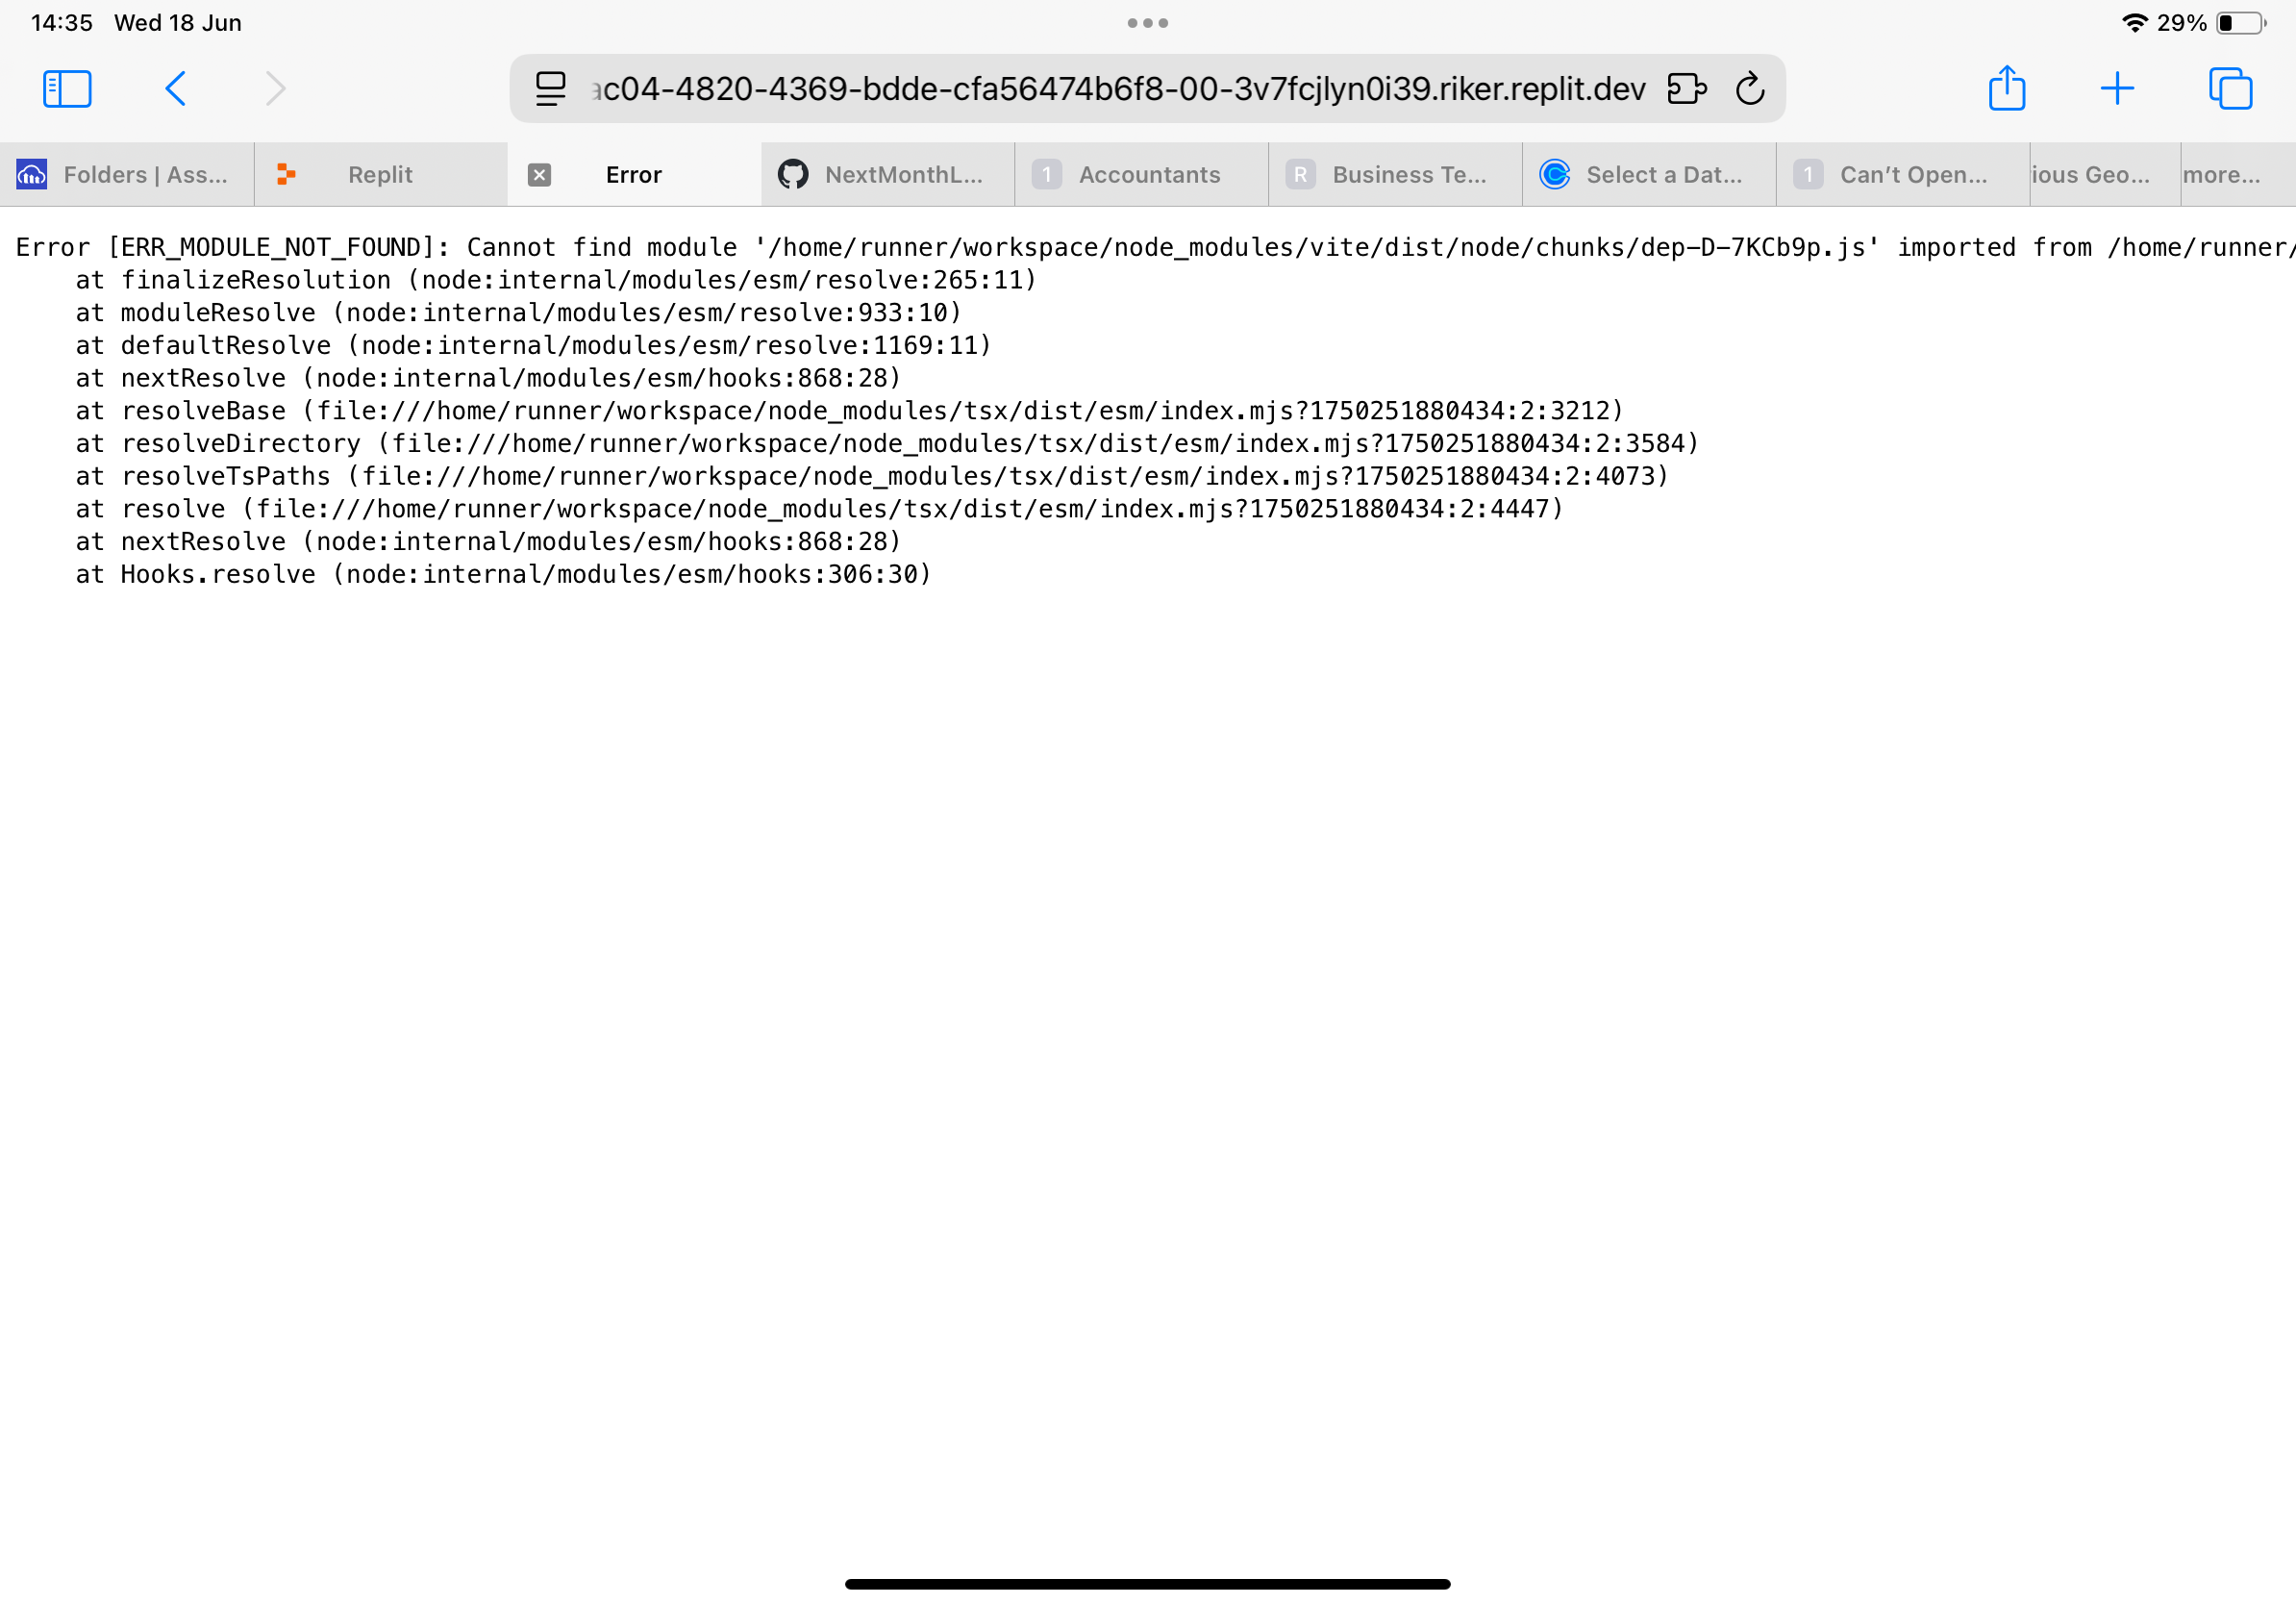 14:35 Wed 18 Jun
29%
ac04-4820-4369-bdde-cfa56474b6f8-00-3v7fcjlyn0i39.riker.replit.dev
Folders | Ass... Replit Error NextMonthL... 1 Accountants R Business Te... Select a Dat... 1 Can’t Open... ious Geo... more...
Error [ERR_MODULE_NOT_FOUND]: Cannot find module '/home/runner/workspace/node_modules/vite/dist/node/chunks/dep-D-7KCb9p.js' imported from /home/runner/
at finalizeResolution (node:internal/modules/esm/resolve:265:11)
at moduleResolve (node:internal/modules/esm/resolve:933:10)
at defaultResolve (node:internal/modules/esm/resolve:1169:11)
at nextResolve (node:internal/modules/esm/hooks:868:28)
at resolveBase (file:///home/runner/workspace/node_modules/tsx/dist/esm/index.mjs?1750251880434:2:3212)
at resolveDirectory (file:///home/runner/workspace/node_modules/tsx/dist/esm/index.mjs?1750251880434:2:3584)
at resolveTsPaths (file:///home/runner/workspace/node_modules/tsx/dist/esm/index.mjs?1750251880434:2:4073)
at resolve (file:///home/runner/workspace/node_modules/tsx/dist/esm/index.mjs?1750251880434:2:4447)
at nextResolve (node:internal/modules/esm/hooks:868:28)
at Hooks.resolve (node:internal/modules/esm/hooks:306:30)